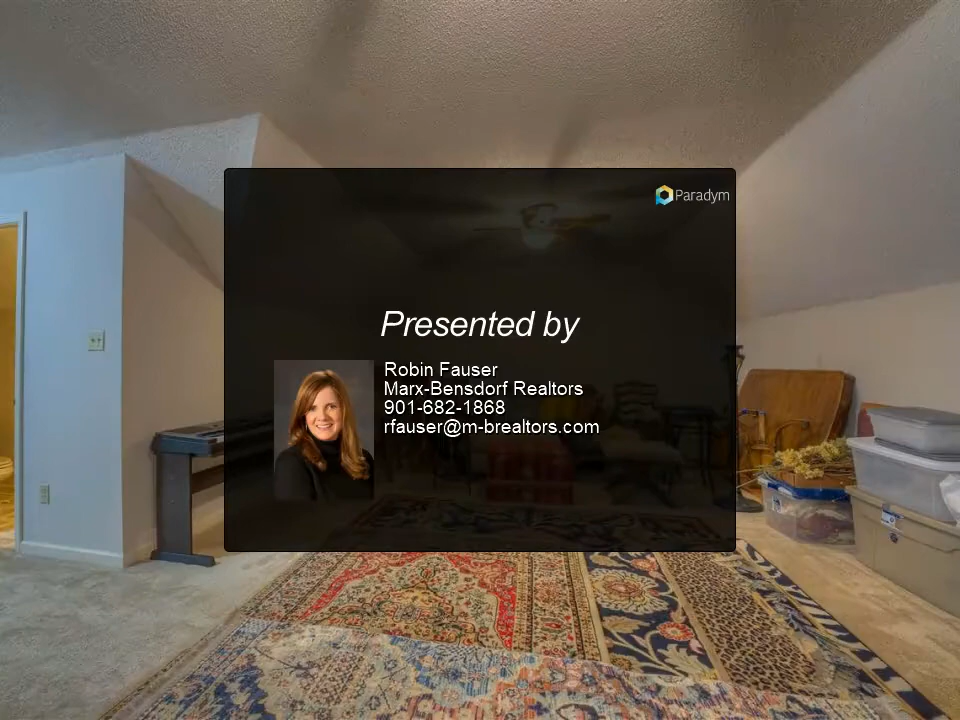 Paradym
Presented by
Robin Fauser
Marx-Bensdorf Realtors
901-682-1868
rfauser@m-brealtors.com